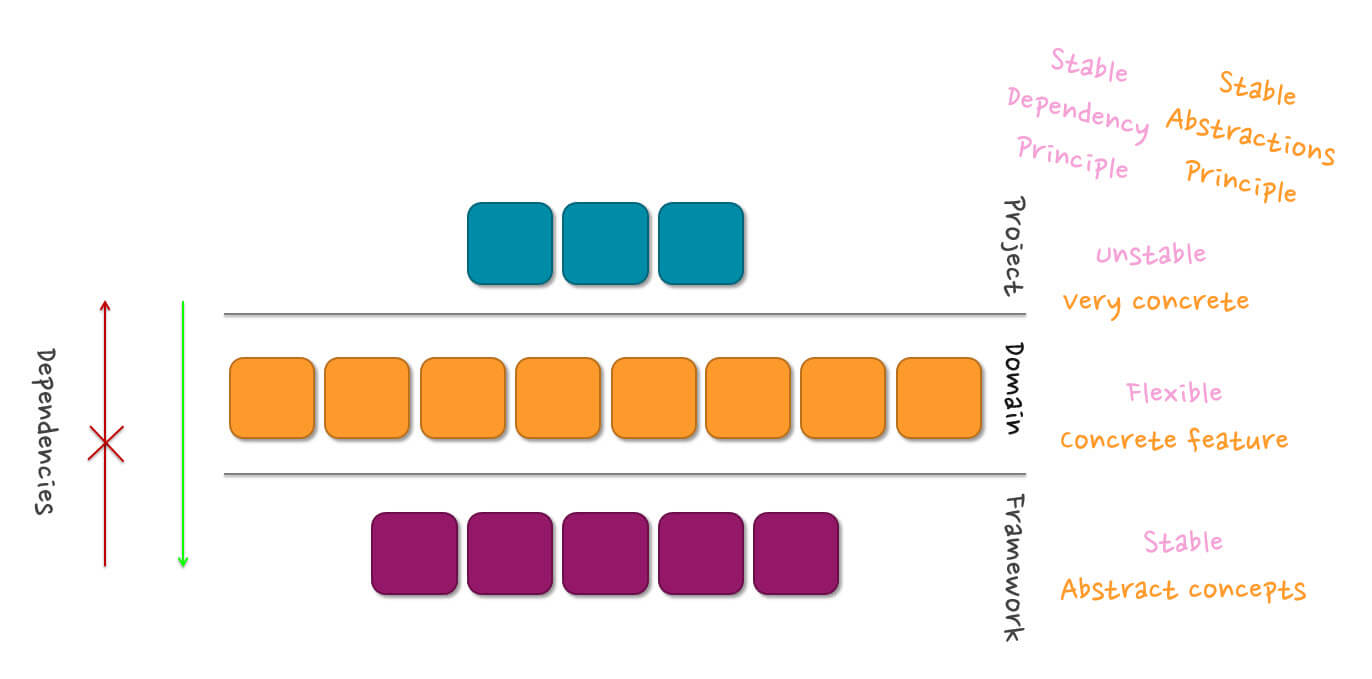 Stable
Dependency
Principle
Stable
Abstractions
Principle
Project
unstable
very concrete
Dependencies
Domain
Flexible
Concrete feature
Framework
Stable
Abstract concepts